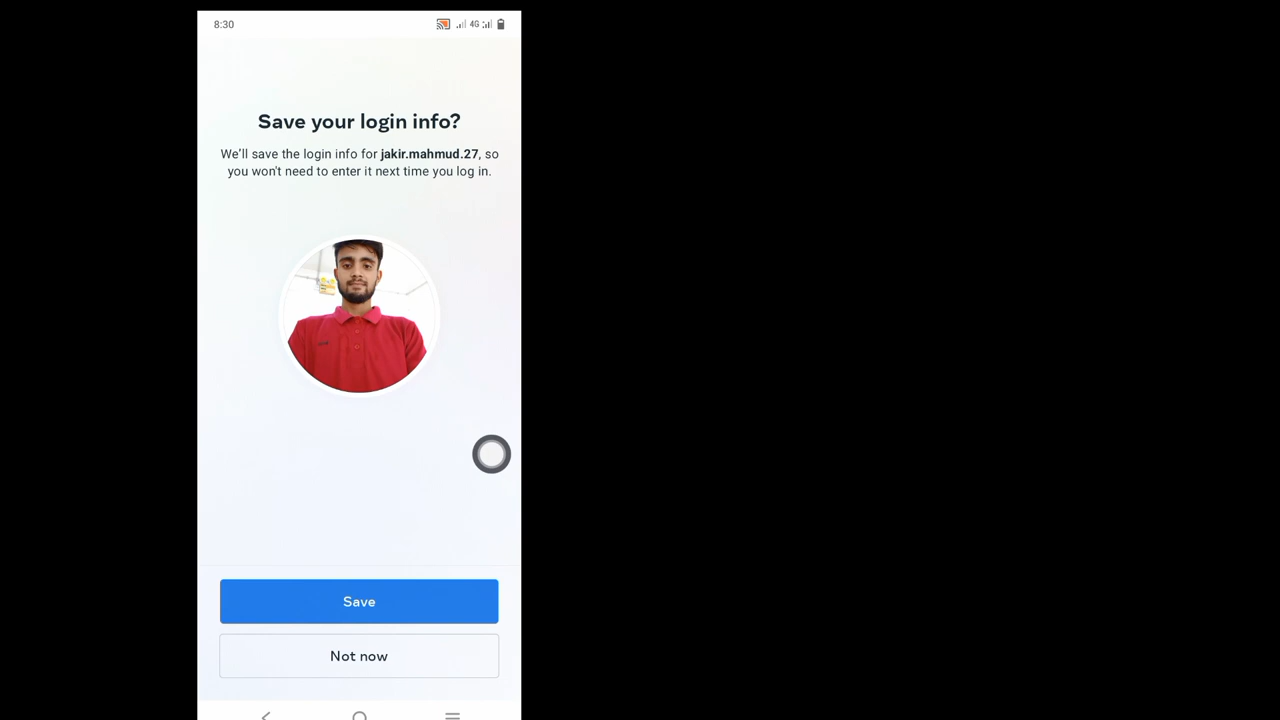 8:30
4G
Save your login info?
We'll save the login info for jakir.mahmud.27, so
you won't need to enter it next time you log in.
Save
Not now